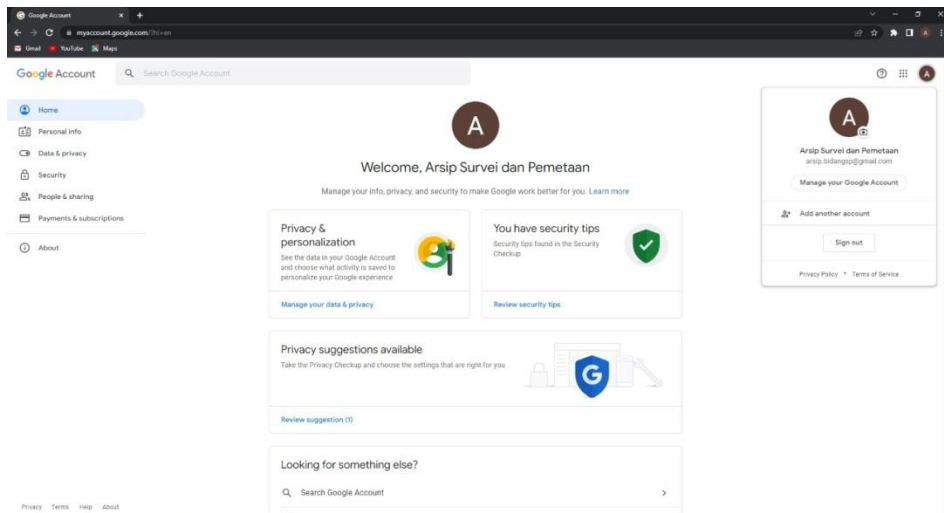 Google Account
myaccount.google.com/?hl=en
Gmail YouTube Maps
Google Account
Search Google Account
A
Home
Personal info
Data & privacy
Security
People & sharing
Payments & subscriptions
About
A
Welcome, Arsip Survei dan Pemetaan
Manage your info, privacy, and security to make Google work better for you. Learn more
Privacy &
personalization
See the data in your Google Account
and choose what activity is saved to
personalize your Google experience
Manage your data & privacy
You have security tips
Security tips found in the Security
Checkup
Review security tips
Privacy suggestions available
Take the Privacy Checkup and choose the settings that are right for you
G
Review suggestion (1)
Looking for something else?
Search Google Account
A
Arsip Survei dan Pemetaan
arsip.bidangsp@gmail.com
Manage your Google Account
Add another account
Sign out
Privacy Policy • Terms of Service
Privacy Terms Help About